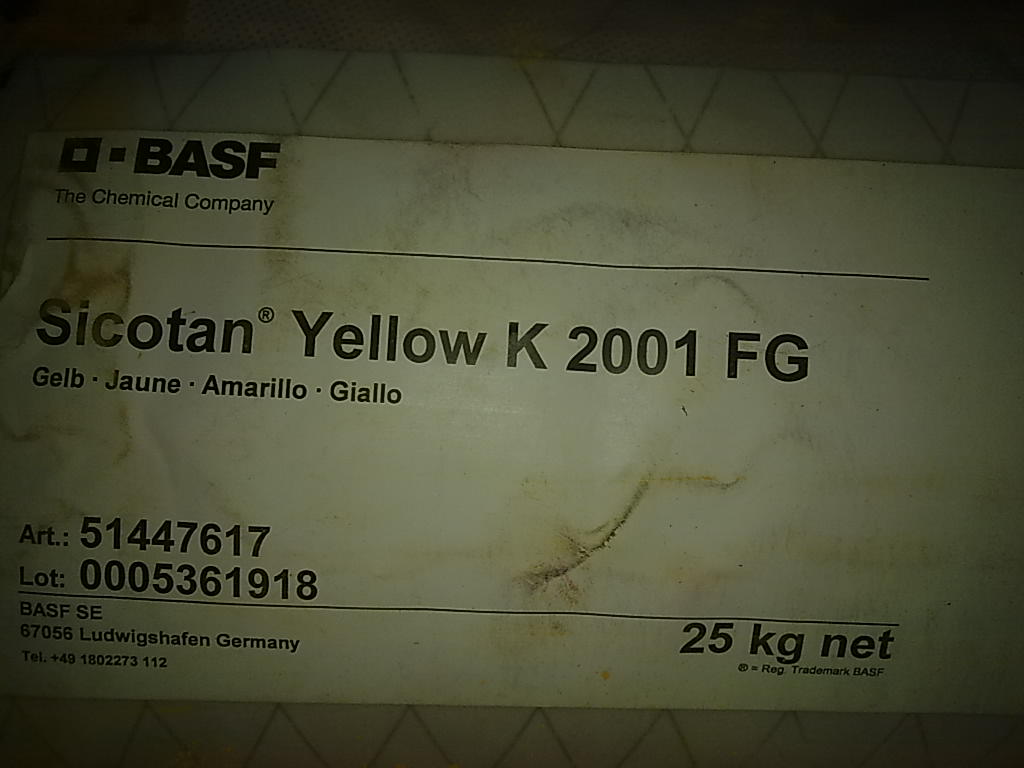 BASF
The Chemical Company
Sicotan® Yellow K 2001 FG
Gelb · Jaune · Amarillo · Giallo
Art.: 51447617
Lot: 0005361918
BASF SE
67056 Ludwigshafen Germany
Tel. +49 1802273 112
25 kg net
® = Reg. Trademark BASF